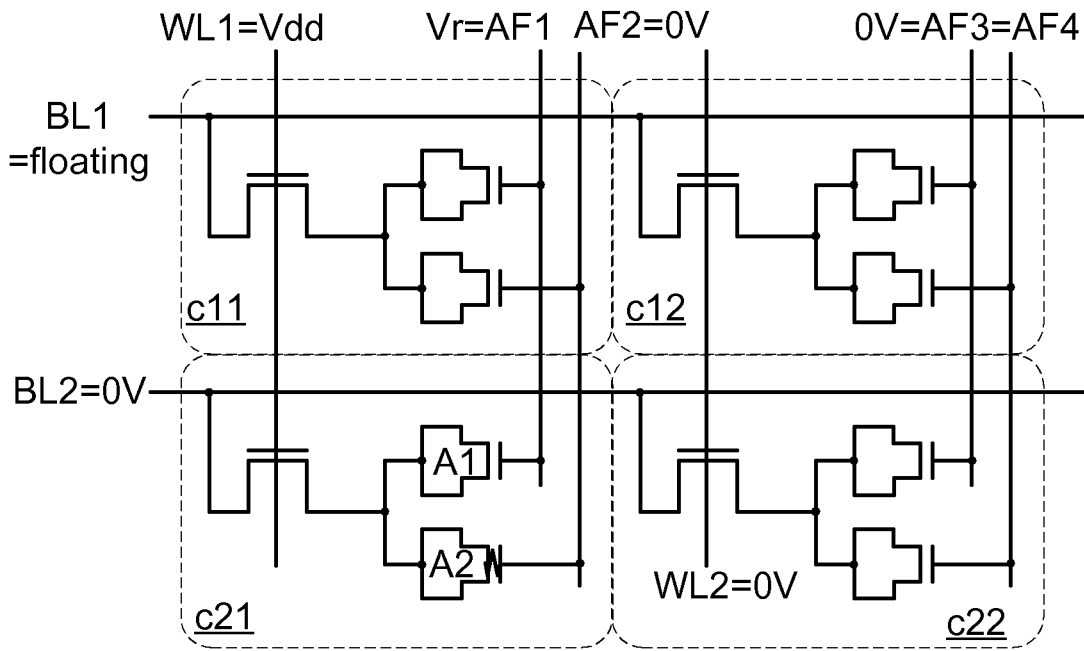 WL1=Vdd
Vr=AF1
AF2=0V
0V=AF3=AF4
BL1
=floating
c11
c12
BL2=0V
A1
A2
WL2=0V
c21
c22